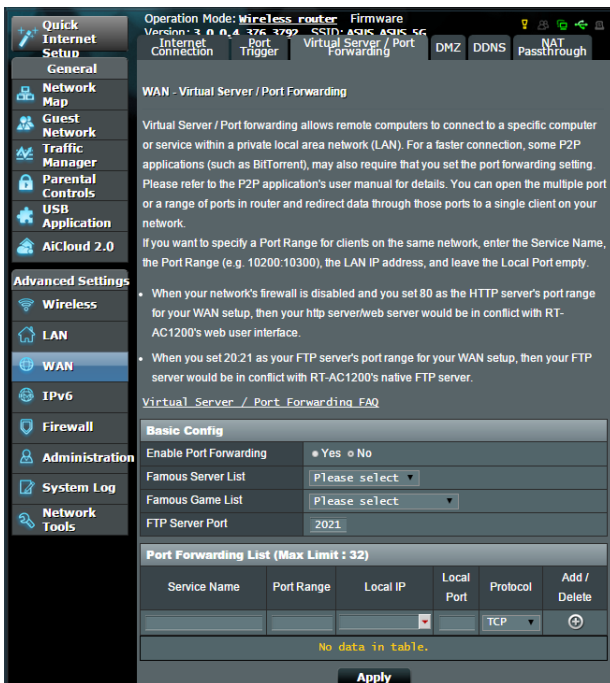 Quick
Internet
Setup
General
Network
Map
Guest
Network
Traffic
Manager
Parental
Controls
USB
Application
AiCloud 2.0
Advanced Settings
Wireless
LAN
WAN
IPv6
Firewall
Administration
System Log
Network
Tools
Operation Mode: Wireless router Firmware
Version: 3.0.0.4.376.3792 SSID: ASUS ASUS_5G
Internet
Connection
Port
Trigger
Virtual Server / Port
Forwarding
DMZ
DDNS
NAT
Passthrough
WAN - Virtual Server / Port Forwarding
Virtual Server / Port forwarding allows remote computers to connect to a specific computer
or service within a private local area network (LAN). For a faster connection, some P2P
applications (such as BitTorrent), may also require that you set the port forwarding setting.
Please refer to the P2P application's user manual for details. You can open the multiple port
or a range of ports in router and redirect data through those ports to a single client on your
network.
If you want to specify a Port Range for clients on the same network, enter the Service Name,
the Port Range (e.g. 10200:10300), the LAN IP address, and leave the Local Port empty.
• When your network's firewall is disabled and you set 80 as the HTTP server's port range
for your WAN setup, then your http server/web server would be in conflict with RT-
AC1200's web user interface.
• When you set 20:21 as your FTP server's port range for your WAN setup, then your FTP
server would be in conflict with RT-AC1200's native FTP server.
Virtual Server / Port Forwarding FAQ
Basic Config
Enable Port Forwarding Yes No
Famous Server List Please select
Famous Game List Please select
FTP Server Port 2021
Port Forwarding List (Max Limit : 32)
Service Name Port Range Local IP Local Port Protocol Add / Delete
TCP
No data in table.
Apply